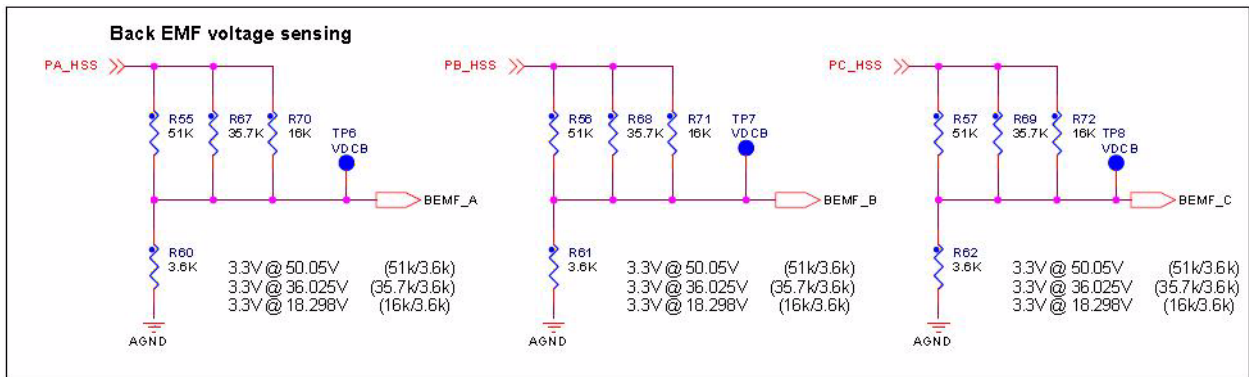 Back EMF voltage sensing
PA_HSS
R55
51K
R67
35.7K
R70
16K
TP6
VDCB
BEMF_A
R60
3.6K
3.3V @ 50.05V (51k/3.6k)
3.3V @ 36.025V (35.7k/3.6k)
3.3V @ 18.298V (16k/3.6k)
AGND
PB_HSS
R56
51K
R68
35.7K
R71
16K
TP7
VDCB
BEMF_B
R61
3.6K
3.3V @ 50.05V (51k/3.6k)
3.3V @ 36.025V (35.7k/3.6k)
3.3V @ 18.298V (16k/3.6k)
AGND
PC_HSS
R57
51K
R69
35.7K
R72
16K
TP8
VDCB
BEMF_C
R62
3.6K
3.3V @ 50.05V (51k/3.6k)
3.3V @ 36.025V (35.7k/3.6k)
3.3V @ 18.298V (16k/3.6k)
AGND